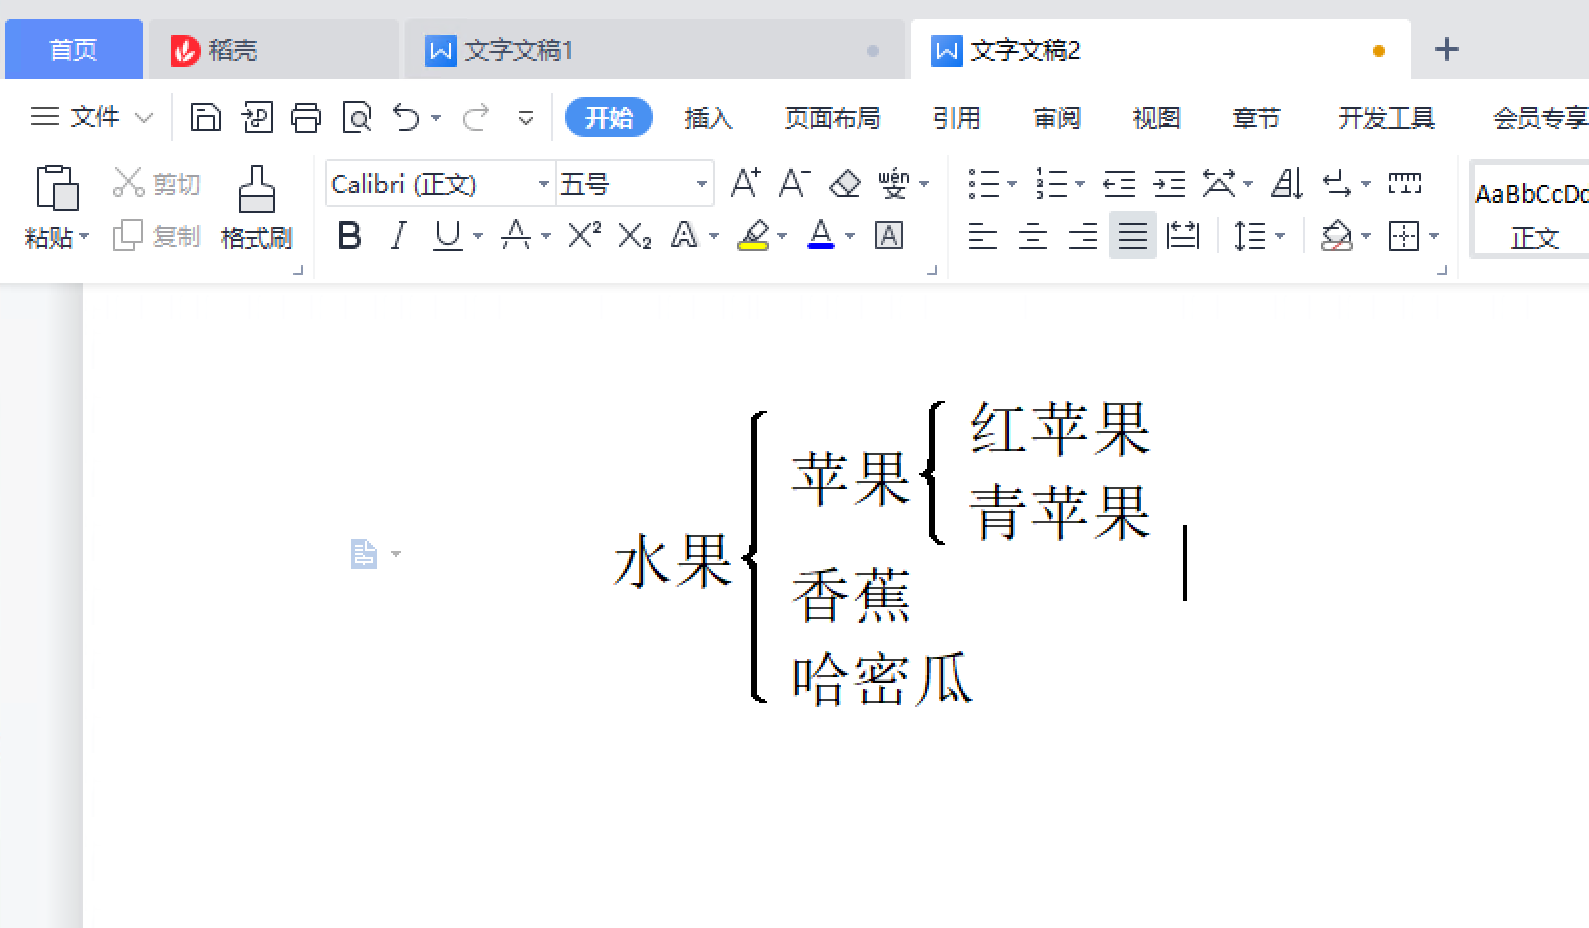 首页 稻壳 文字文稿1 文字文稿2
文件 开始 插入 页面布局 引用 审阅 视图 章节 开发工具 会员专享
剪切 Calibri (正文) 五号 A+ A- wén 变 AaBbCcDd
粘贴 复制 格式刷 B I U A X² X₂ A A A 正文
红苹果
苹果
青苹果
水果
香蕉
哈密瓜